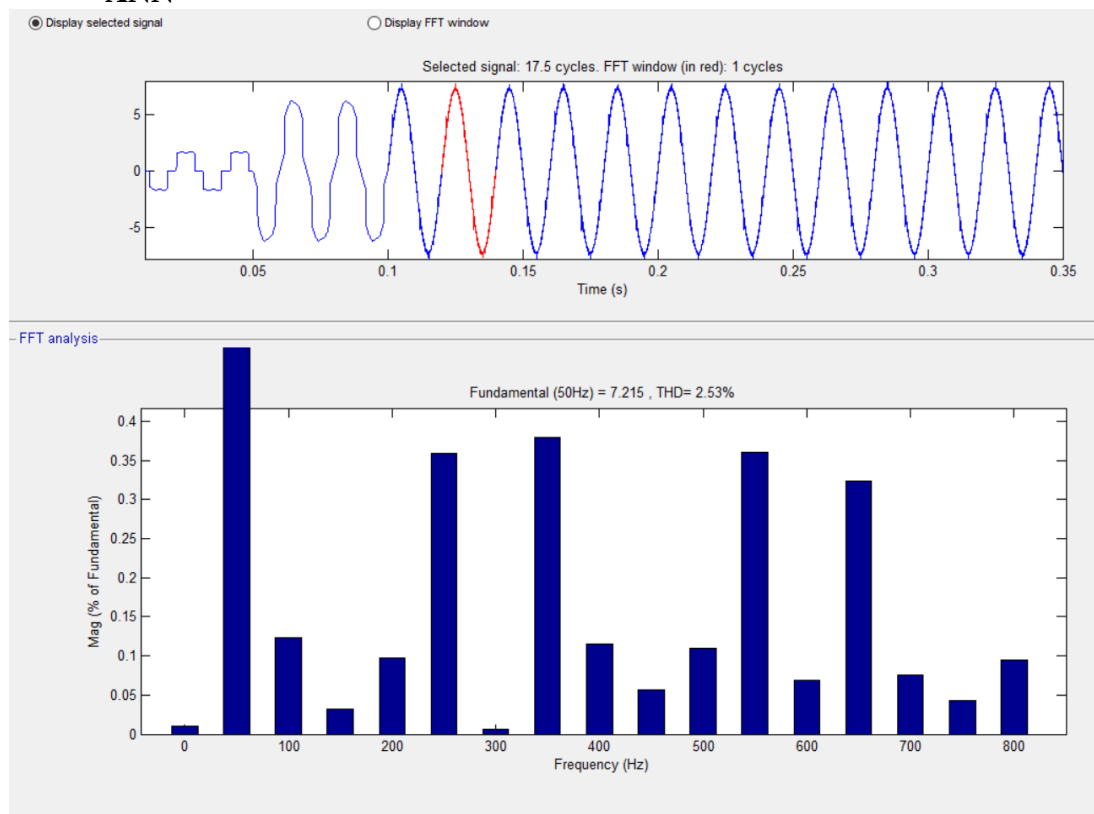 Display selected signal
Display FFT window
Selected signal: 17.5 cycles. FFT window (in red): 1 cycles
5
0
-5
0.05 0.1 0.15 0.2 0.25 0.3 0.35
Time (s)
FFT analysis
Fundamental (50Hz) = 7.215 , THD= 2.53%
0.4
0.35
0.3
0.25
0.2
0.15
0.1
0.05
0
Mag (% of Fundamental)
0 100 200 300 400 500 600 700 800
Frequency (Hz)